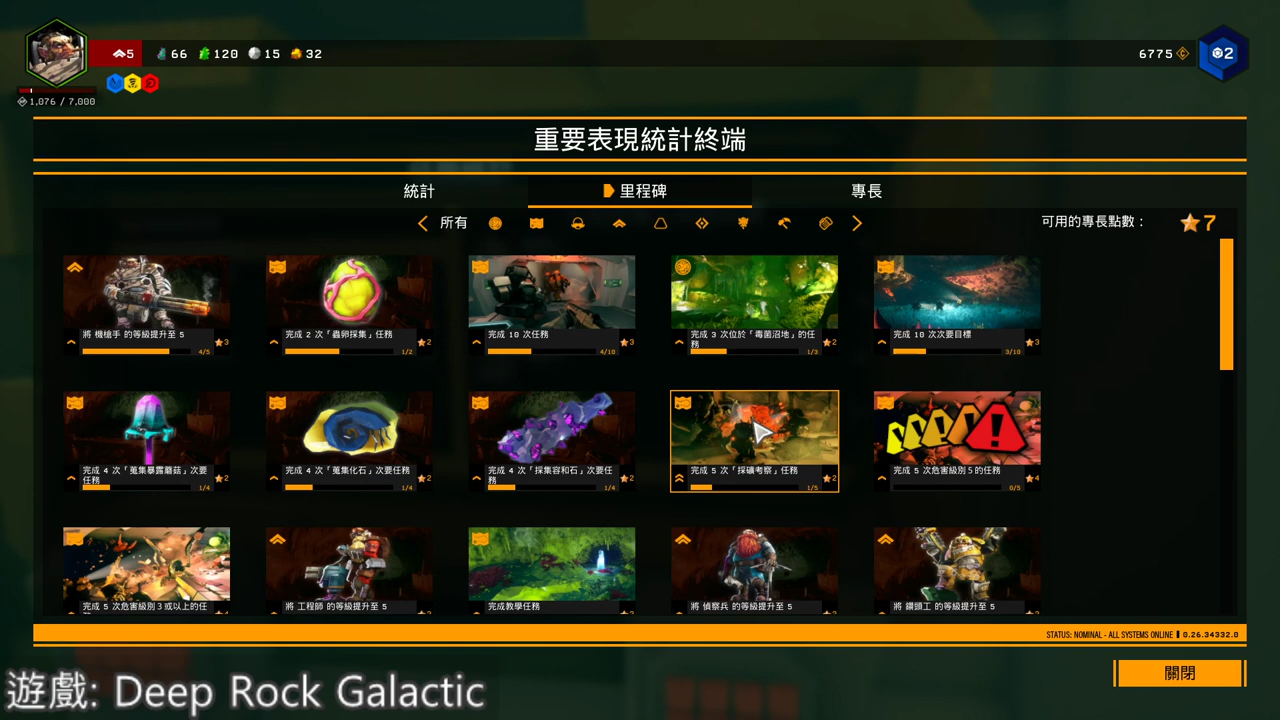 5 66 120 15 32 6775 2
1,076 / 7,000
重要表現統計終端
統計 里程碑 專長
所有 可用的專長點數： 7
將 機槍手 的等級提升至 5
3
4/5
完成 2 次「蟲卵採集」任務
2
1/2
完成 10 次任務
3
4/10
完成 3 次位於「毒菌沼地」的任
務
2
1/3
完成 10 次次要目標
3
3/10
完成 4 次「蒐集暴露蘑菇」次要
任務
2
1/4
完成 4 次「蒐集化石」次要任務
2
1/4
完成 4 次「採集容和石」次要任
務
2
1/4
完成 5 次「採礦考察」任務
2
1/5
完成 5 次危害級別５的任務
4
0/5
完成 5 次危害級別３或以上的任
將 工程師 的等級提升至 5
完成教學任務
將 偵察兵 的等級提升至 5
將 鑽頭工 的等級提升至 5
STATUS: NOMINAL - ALL SYSTEMS ONLINE 0.26.34332.0
關閉
遊戲: Deep Rock Galactic